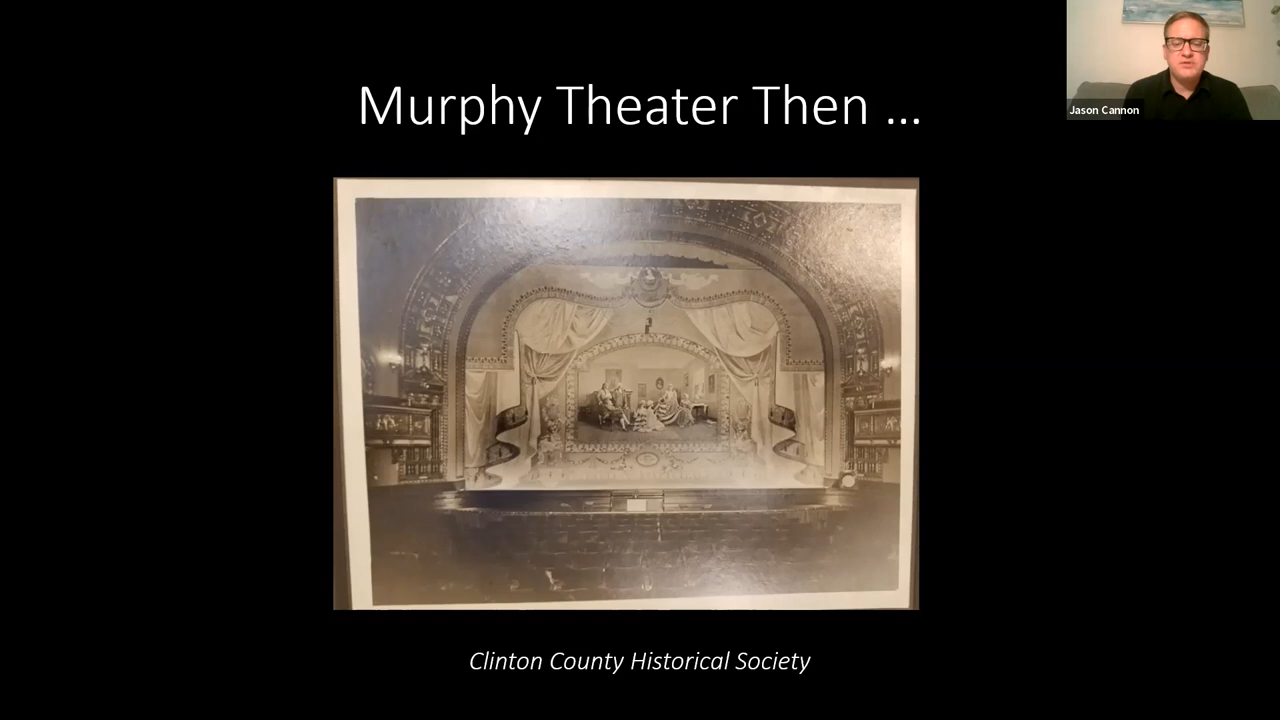 Murphy Theater Then ...
Jason Cannon
Clinton County Historical Society